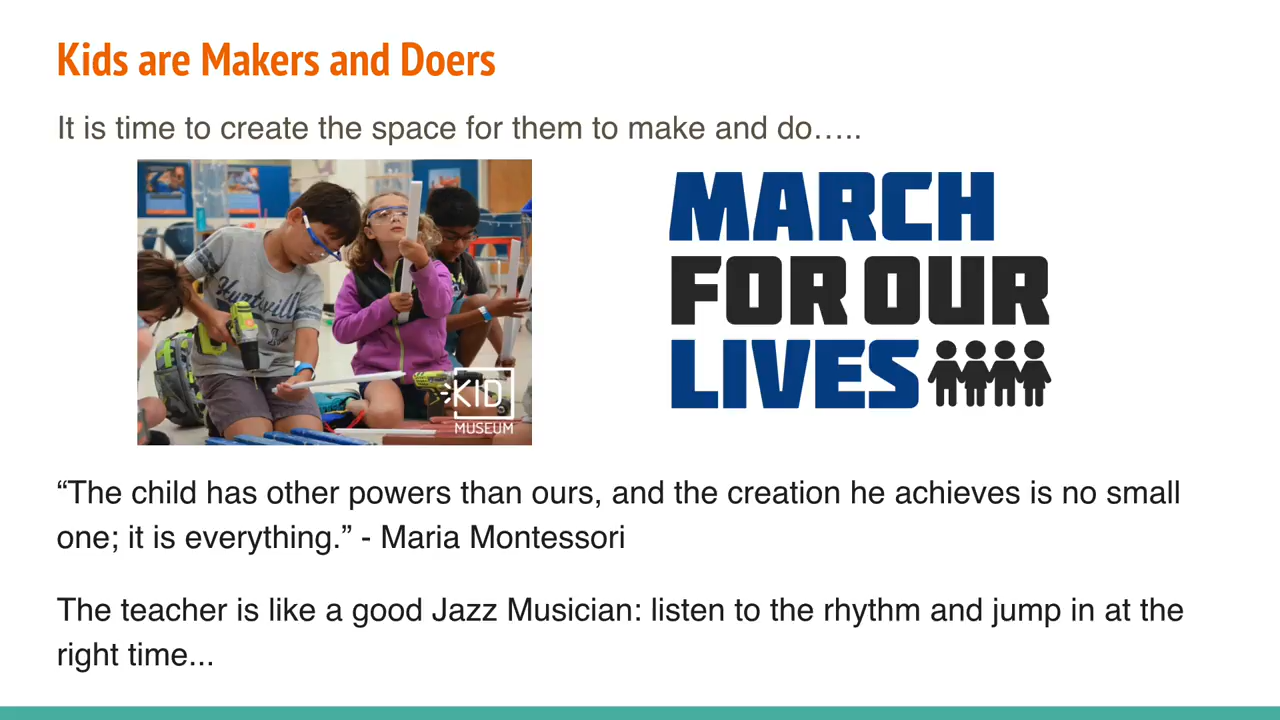 Kids are Makers and Doers
It is time to create the space for them to make and do…..
MARCH
FOR OUR
LIVES
Huntsville
KID
MUSEUM
“The child has other powers than ours, and the creation he achieves is no small
one; it is everything.” - Maria Montessori
The teacher is like a good Jazz Musician: listen to the rhythm and jump in at the
right time...